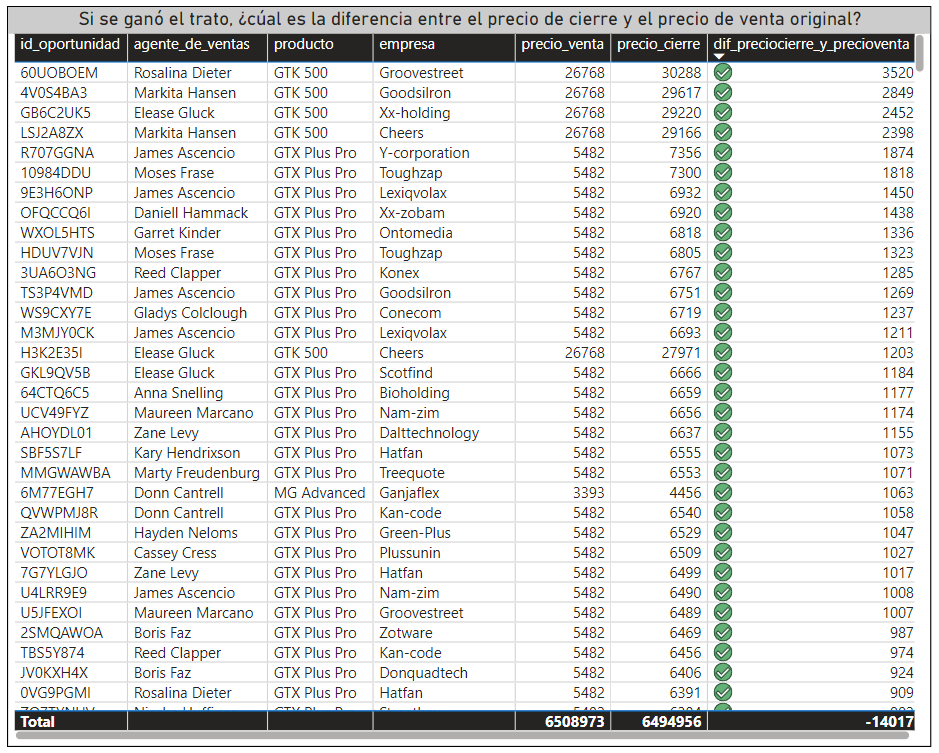 Si se ganó el trato, ¿cúal es la diferencia entre el precio de cierre y el precio de venta original?
id_oportunidad agente_de_ventas producto empresa precio_venta precio_cierre dif_preciocierre_y_precioventa
60UOBOEM Rosalina Dieter GTK 500 Groovestreet 26768 30288 3520
4V0S4BA3 Markita Hansen GTK 500 Goodsilron 26768 29617 2849
GB6C2UK5 Elease Gluck GTK 500 Xx-holding 26768 29220 2452
LSJ2A8ZX Markita Hansen GTK 500 Cheers 26768 29166 2398
R707GGNA James Ascencio GTX Plus Pro Y-corporation 5482 7356 1874
10984DDU Moses Frase GTX Plus Pro Toughzap 5482 7300 1818
9E3H6ONP James Ascencio GTX Plus Pro Lexiqvolax 5482 6932 1450
OFQCCQ6I Daniell Hammack GTX Plus Pro Xx-zobam 5482 6920 1438
WXOL5HTS Garret Kinder GTX Plus Pro Ontomedia 5482 6818 1336
HDUV7VJN Moses Frase GTX Plus Pro Toughzap 5482 6805 1323
3UA6O3NG Reed Clapper GTX Plus Pro Konex 5482 6767 1285
TS3P4VMD James Ascencio GTX Plus Pro Goodsilron 5482 6751 1269
WS9CXY7E Gladys Colclough GTX Plus Pro Conecom 5482 6719 1237
M3MJY0CK James Ascencio GTX Plus Pro Lexiqvolax 5482 6693 1211
H3K2E35I Elease Gluck GTK 500 Cheers 26768 27971 1203
GKL9QV5B Elease Gluck GTX Plus Pro Scotfind 5482 6666 1184
64CTQ6C5 Anna Snelling GTX Plus Pro Bioholding 5482 6659 1177
UCV49FYZ Maureen Marcano GTX Plus Pro Nam-zim 5482 6656 1174
AHOYDL01 Zane Levy GTX Plus Pro Dalttechnology 5482 6637 1155
SBF5S7LF Kary Hendrixson GTX Plus Pro Hatfan 5482 6555 1073
MMGWAWBA Marty Freudenburg GTX Plus Pro Treequote 5482 6553 1071
6M77EGH7 Donn Cantrell MG Advanced Ganjaflex 3393 4456 1063
QVWPMJ8R Donn Cantrell GTX Plus Pro Kan-code 5482 6540 1058
ZA2MIHIM Hayden Neloms GTX Plus Pro Green-Plus 5482 6529 1047
VOTOT8MK Cassey Cress GTX Plus Pro Plussunin 5482 6509 1027
7G7YLGJO Zane Levy GTX Plus Pro Hatfan 5482 6499 1017
U4LRR9E9 James Ascencio GTX Plus Pro Nam-zim 5482 6490 1008
U5JFEXOI Maureen Marcano GTX Plus Pro Groovestreet 5482 6489 1007
2SMQAWOA Boris Faz GTX Plus Pro Zotware 5482 6469 987
TBS5Y874 Reed Clapper GTX Plus Pro Kan-code 5482 6456 974
JV0KXH4X Boris Faz GTX Plus Pro Donquadtech 5482 6406 924
0VG9PGMI Rosalina Dieter GTX Plus Pro Hatfan 5482 6391 909
Total 6508973 6494956 -14017